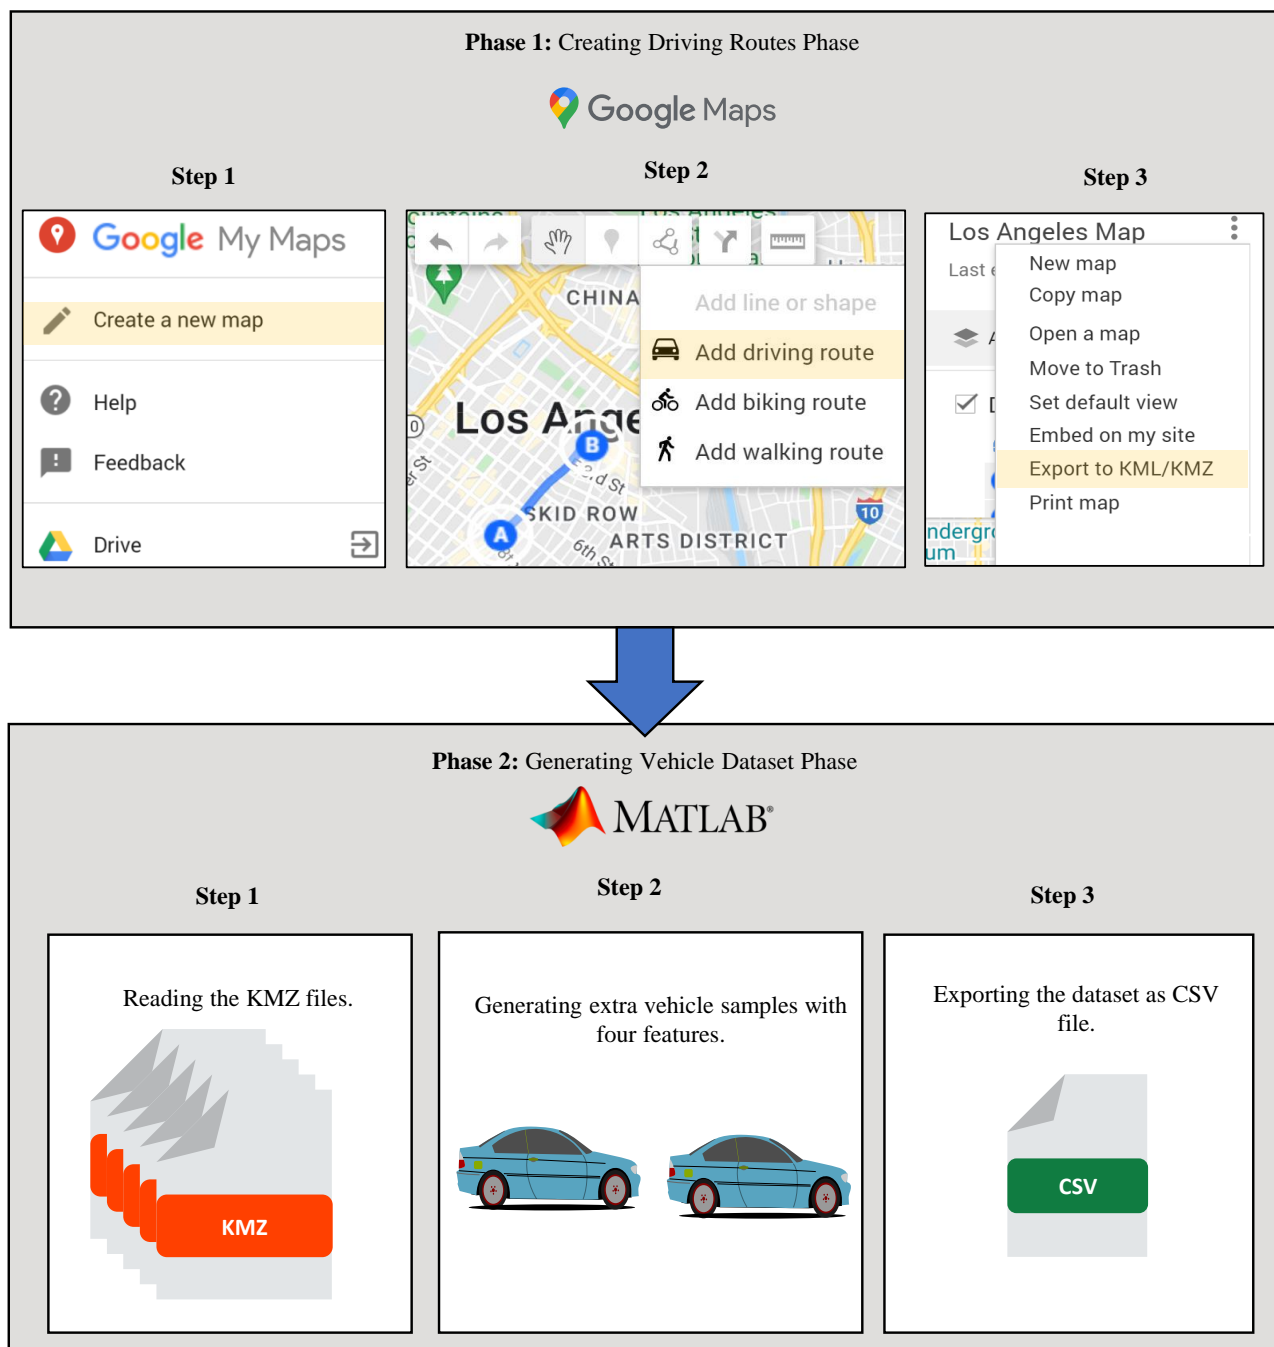 Phase 1: Creating Driving Routes Phase
Google Maps
Step 1
Step 2
Step 3
Google My Maps
Create a new map
Help
Feedback
Drive
CHINA
Add line or shape
Add driving route
Add biking route
Add walking route
Los Ange
B
A
3rd St
SKID ROW
6th St
ARTS DISTRICT
10
Los Angeles Map
Last e
New map
Copy map
Open a map
Move to Trash
Set default view
Embed on my site
Export to KML/KMZ
Print map
ndergr
um
Phase 2: Generating Vehicle Dataset Phase
MATLAB®
Step 1
Step 2
Step 3
Reading the KMZ files.
KMZ
Generating extra vehicle samples with
four features.
Exporting the dataset as CSV
file.
CSV